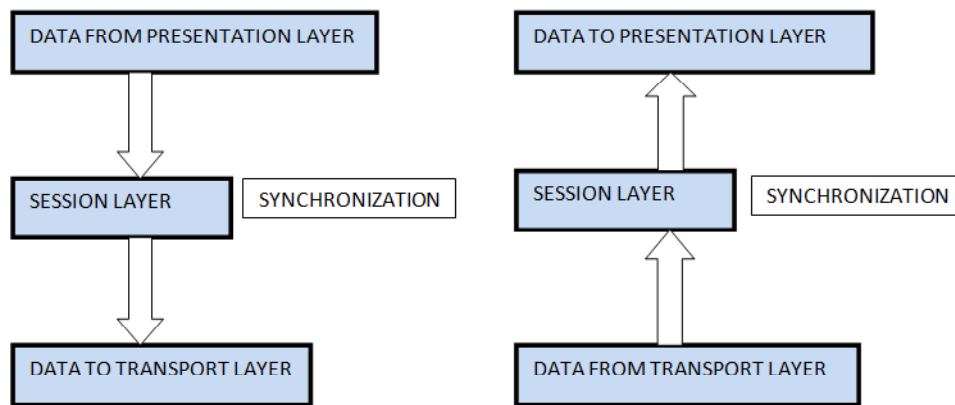 DATA FROM PRESENTATION LAYER
DATA TO PRESENTATION LAYER
SESSION LAYER
SYNCHRONIZATION
SESSION LAYER
SYNCHRONIZATION
DATA TO TRANSPORT LAYER
DATA FROM TRANSPORT LAYER